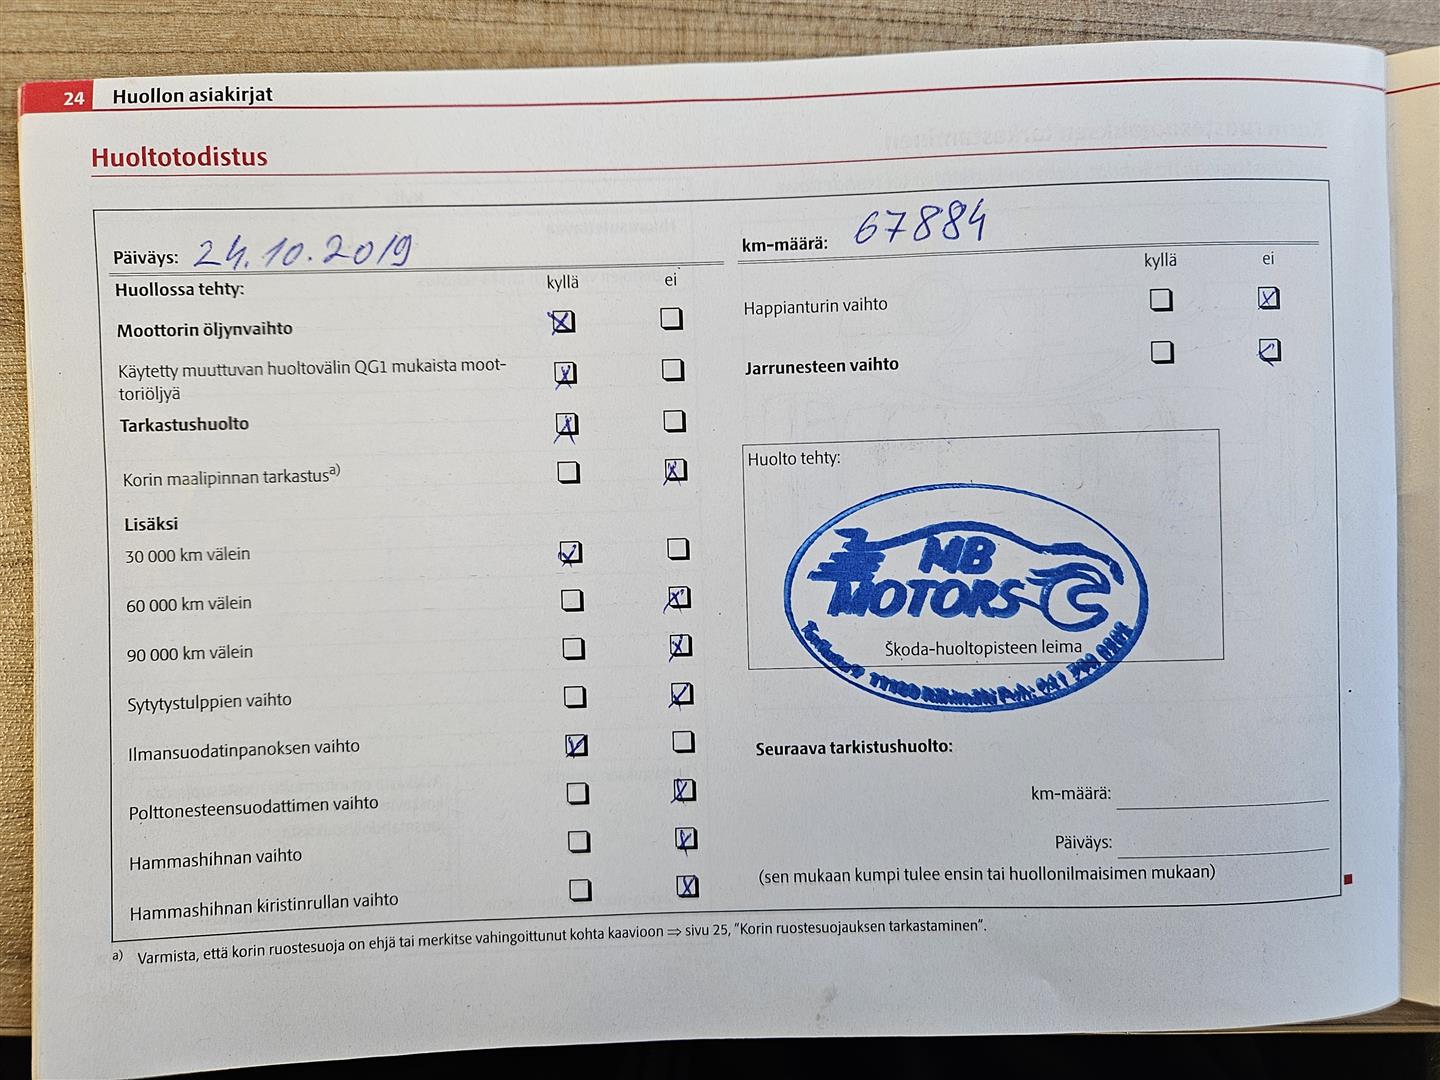 24 Huollon asiakirjat
Huoltotodistus
Päiväys: 24.10.2019
km-määrä: 67884
Huollossa tehty: kyllä ei
Moottorin öljynvaihto
Käytetty muuttuvan huoltovälin QG1 mukaista moot-
toriöljyä
Tarkastushuolto
Korin maalipinnan tarkastus a)
Lisäksi
30 000 km välein
60 000 km välein
90 000 km välein
Sytytystulppien vaihto
Ilmansuodatinpanoksen vaihto
Polttonesteensuodattimen vaihto
Hammashihnan vaihto
Hammashihnan kiristinrullan vaihto
kyllä ei
Happianturin vaihto
Jarrunesteen vaihto
Huolto tehty:
MB
MOTORS
Škoda-huoltopisteen leima
Seuraava tarkistushuolto:
km-määrä:
Päiväys:
(sen mukaan kumpi tulee ensin tai huollonilmaisimen mukaan)
a) Varmista, että korin ruostesuoja on ehjä tai merkitse vahingoittunut kohta kaavioon ⇒ sivu 25, "Korin ruostesuojauksen tarkastaminen".